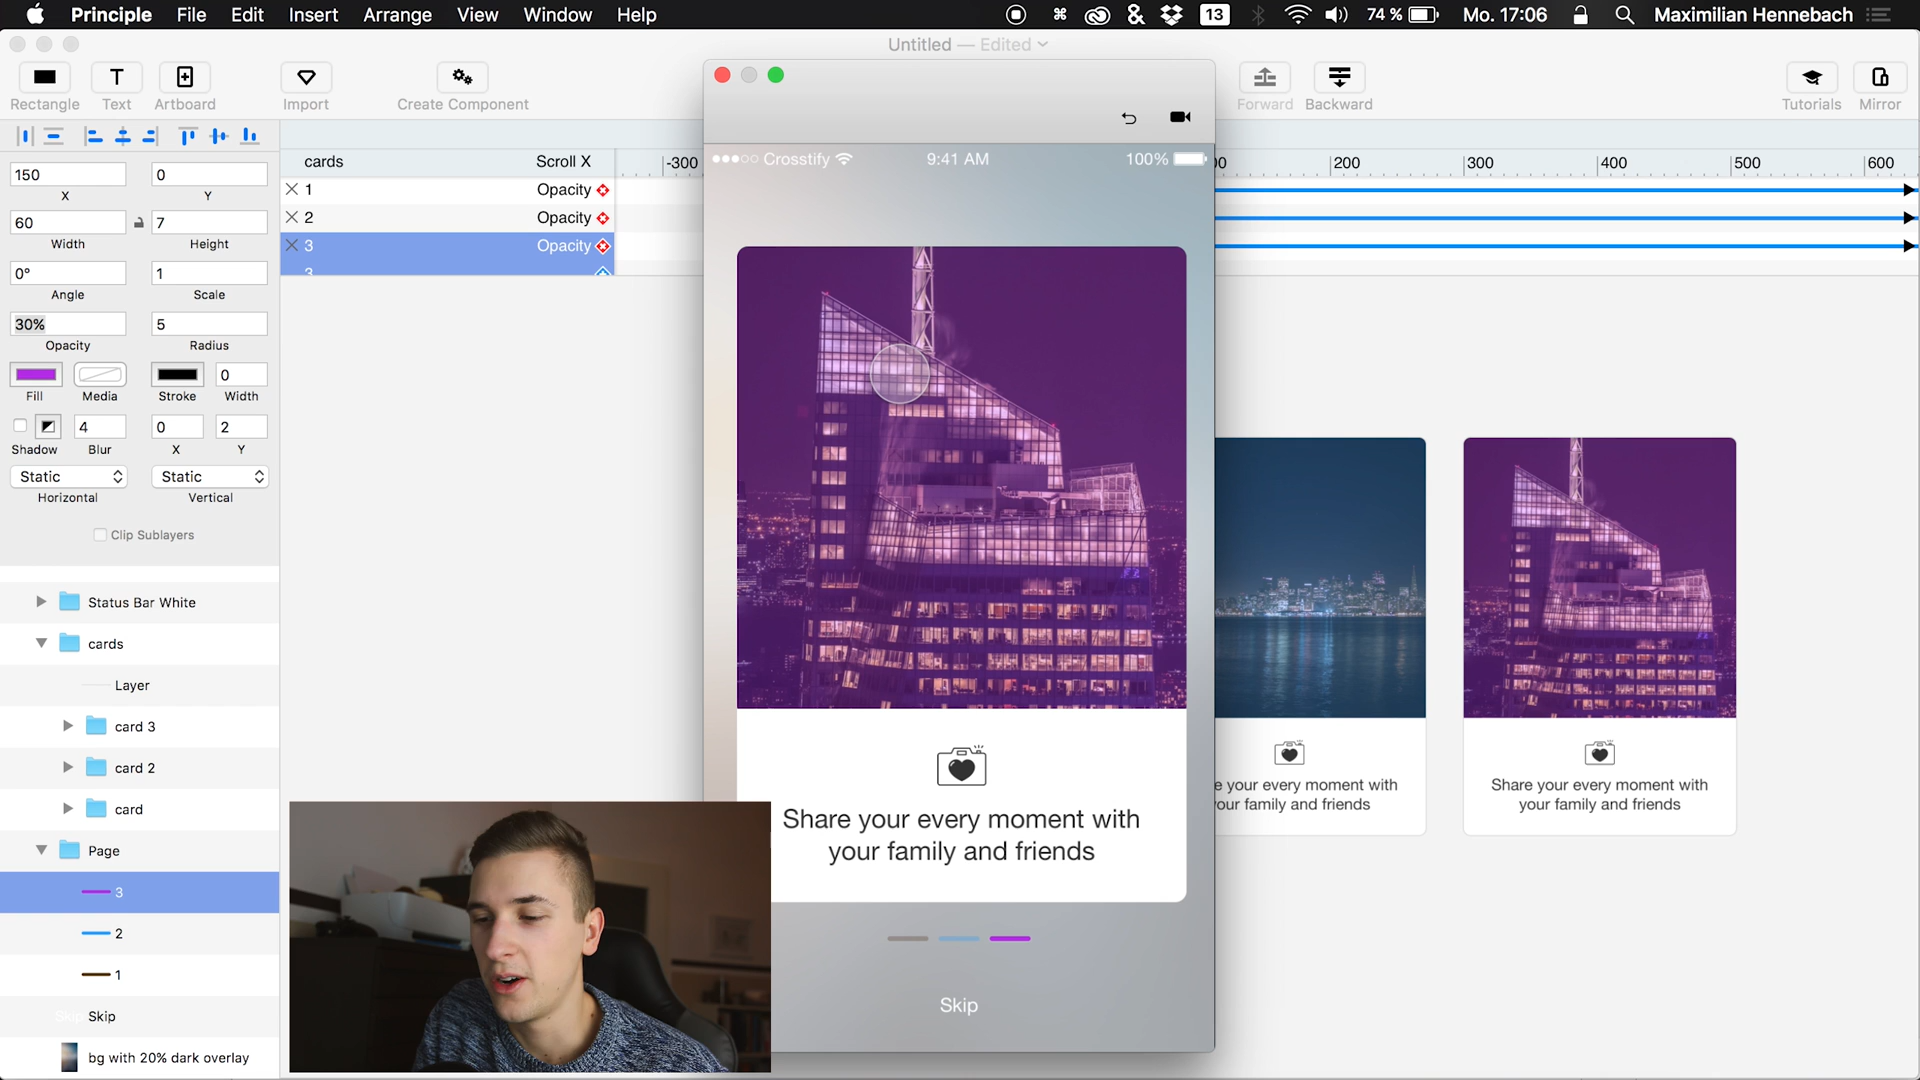 Principle File Edit Insert Arrange View Window Help
13 74 % Mo. 17:06 Maximilian Hennebach
Untitled — Edited
Rectangle Text Artboard Import Create Component Forward Backward Tutorials Mirror
cards Scroll X -300 00 200 300 400 500 600
1 Opacity
2 Opacity
3 Opacity
3
150 0
X Y
60 7
Width Height
0° 1
Angle Scale
30% 5
Opacity Radius
0
Fill Media Stroke Width
4 0 2
Shadow Blur X Y
Static Static
Horizontal Vertical
Clip Sublayers
Status Bar White
cards
Layer
card 3
card 2
card
Page
3
2
1
Skip Skip
bg with 20% dark overlay
Crosstify 9:41 AM 100%
Share your every moment with
your family and friends
Skip
e your every moment with
our family and friends
Share your every moment with
your family and friends